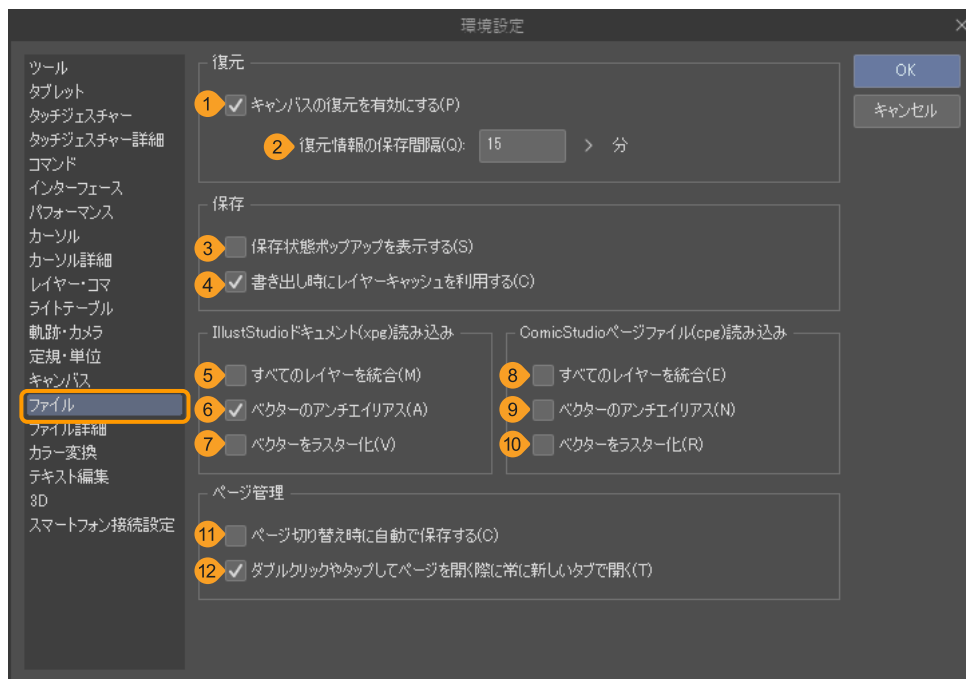 環境設定
ツール
タブレット
タッチジェスチャー
タッチジェスチャー詳細
コマンド
インターフェース
パフォーマンス
カーソル
カーソル詳細
レイヤー・コマ
ライトテーブル
軌跡・カメラ
定規・単位
キャンバス
ファイル
ファイル詳細
カラー変換
テキスト編集
3D
スマートフォン接続設定
復元
1 キャンバスの復元を有効にする(P)
2 復元情報の保存間隔(Q): 15 > 分
保存
3 保存状態ポップアップを表示する(S)
4 書き出し時にレイヤーキャッシュを利用する(C)
IllustStudioドキュメント(xpg)読み込み
5 すべてのレイヤーを統合(M)
6 ベクターのアンチエイリアス(A)
7 ベクターをラスター化(V)
ComicStudioページファイル(cpg)読み込み
8 すべてのレイヤーを統合(E)
9 ベクターのアンチエイリアス(N)
10 ベクターをラスター化(R)
ページ管理
11 ページ切り替え時に自動で保存する(C)
12 ダブルクリックやタップしてページを開く際に常に新しいタブで開く(T)
OK
キャンセル